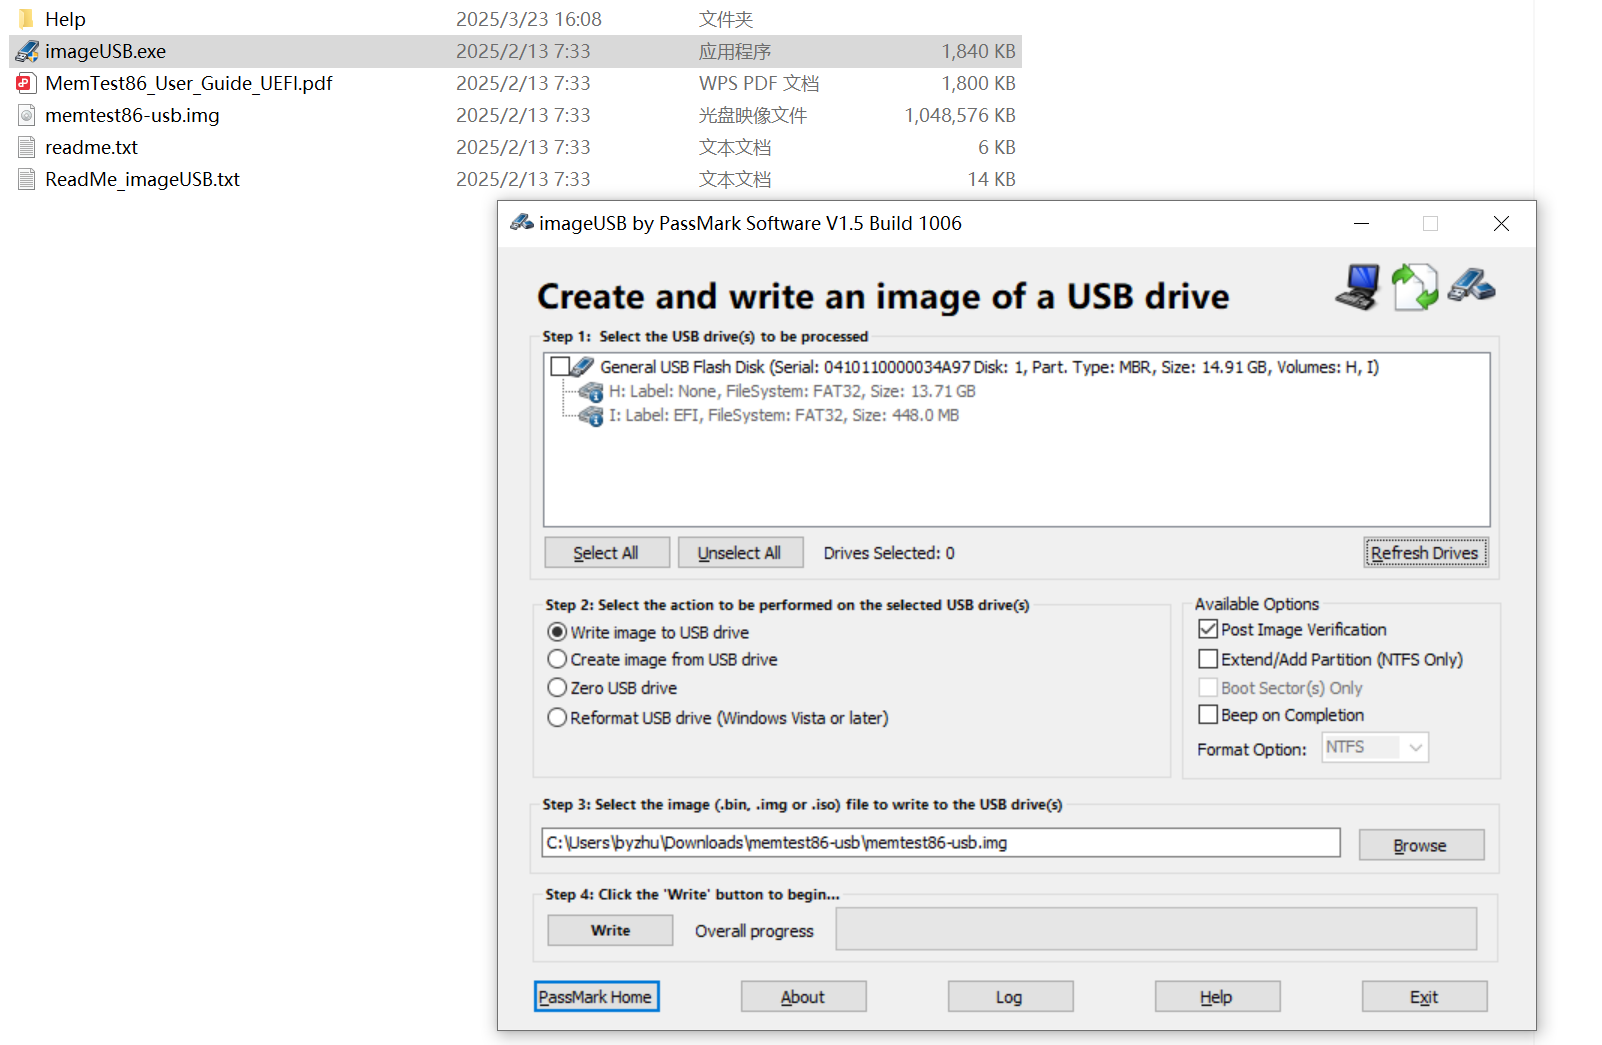 Help 2025/3/23 16:08 文件夹
imageUSB.exe 2025/2/13 7:33 应用程序 1,840 KB
MemTest86_User_Guide_UEFI.pdf 2025/2/13 7:33 WPS PDF 文档 1,800 KB
memtest86-usb.img 2025/2/13 7:33 光盘映像文件 1,048,576 KB
readme.txt 2025/2/13 7:33 文本文档 6 KB
ReadMe_imageUSB.txt 2025/2/13 7:33 文本文档 14 KB
imageUSB by PassMark Software V1.5 Build 1006
Create and write an image of a USB drive
Step 1: Select the USB drive(s) to be processed
General USB Flash Disk (Serial: 0410110000034A97 Disk: 1, Part. Type: MBR, Size: 14.91 GB, Volumes: H, I)
H: Label: None, FileSystem: FAT32, Size: 13.71 GB
I: Label: EFI, FileSystem: FAT32, Size: 448.0 MB
Select All Unselect All Drives Selected: 0 Refresh Drives
Step 2: Select the action to be performed on the selected USB drive(s)
Write image to USB drive
Create image from USB drive
Zero USB drive
Reformat USB drive (Windows Vista or later)
Available Options
Post Image Verification
Extend/Add Partition (NTFS Only)
Boot Sector(s) Only
Beep on Completion
Format Option: NTFS
Step 3: Select the image (.bin, .img or .iso) file to write to the USB drive(s)
C:\Users\byzhu\Downloads\memtest86-usb\memtest86-usb.img Browse
Step 4: Click the 'Write' button to begin...
Write Overall progress
PassMark Home About Log Help Exit